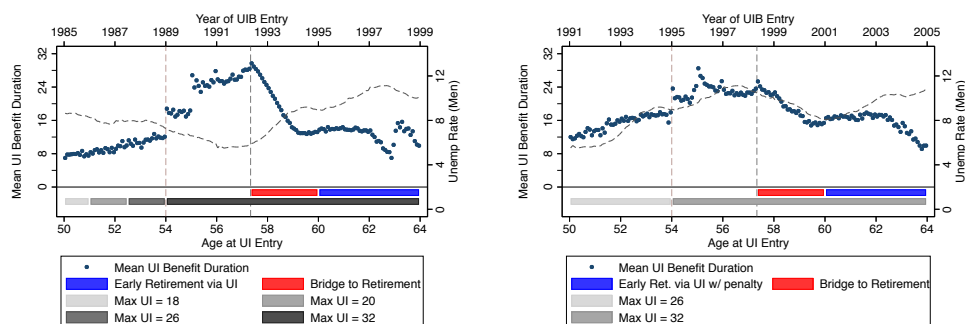 Year of UIB Entry
1985 1987 1989 1991 1993 1995 1997 1999
Mean UI Benefit Duration
0 8 16 24 32
Unemp Rate (Men)
0 4 8 12
50 52 54 56 58 60 62 64
Age at UI Entry
Mean UI Benefit Duration
Early Retirement via UI Bridge to Retirement
Max UI = 18 Max UI = 20
Max UI = 26 Max UI = 32
Year of UIB Entry
1991 1993 1995 1997 1999 2001 2003 2005
Mean UI Benefit Duration
0 8 16 24 32
Unemp Rate (Men)
0 4 8 12
50 52 54 56 58 60 62 64
Age at UI Entry
Mean UI Benefit Duration
Early Ret. via UI w/ penalty Bridge to Retirement
Max UI = 26
Max UI = 32